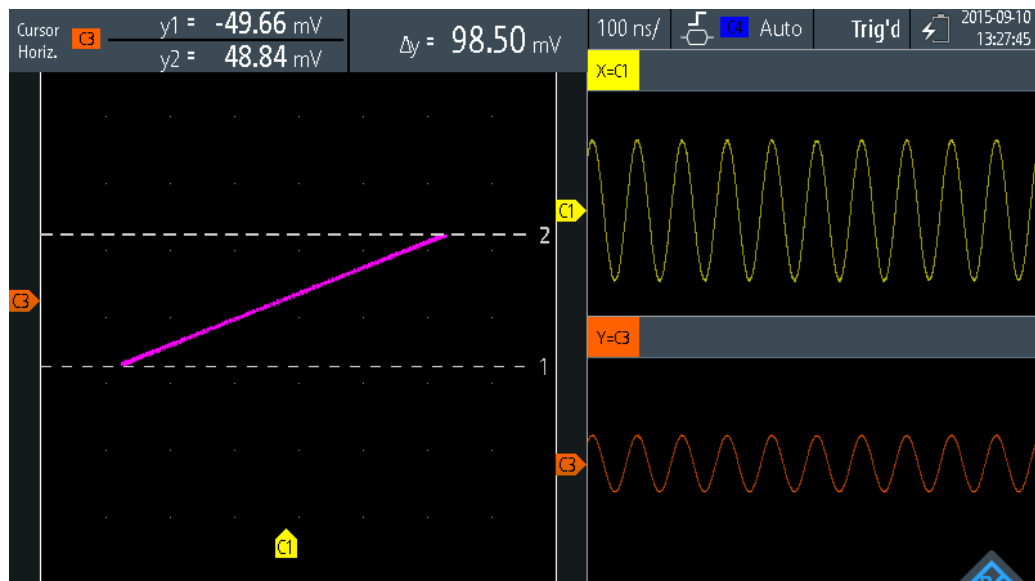 Cursor Horiz. C3 y1 = -49.66 mV
y2 = 48.84 mV
Δy = 98.50 mV
100 ns/ C4 Auto Trig'd 2015-09-10
13:27:45
X=C1
C1
2
C3
1
C1
Y=C3
C3